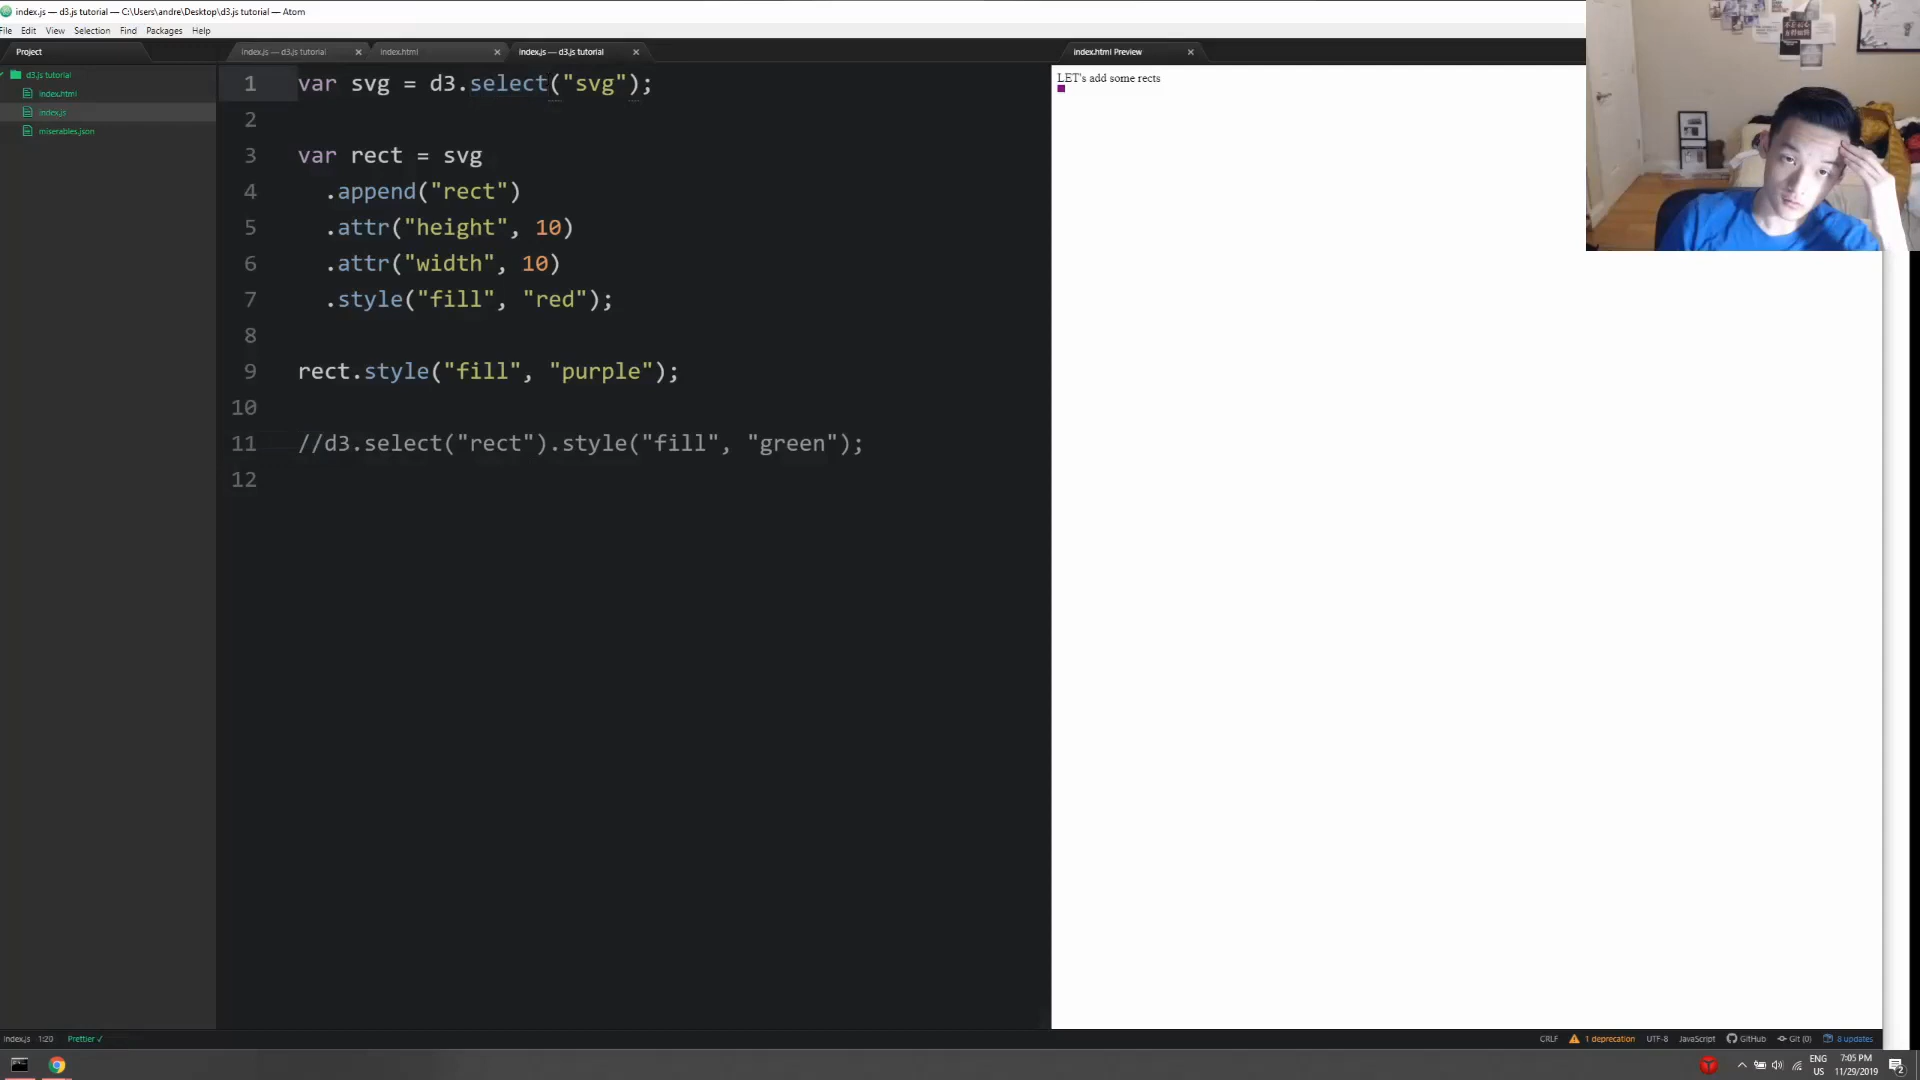 index.js — d3.js tutorial — C:\Users\andre\Desktop\d3.js tutorial — Atom
File Edit View Selection Find Packages Help
Project
index.js — d3.js tutorial
index.html
index.js — d3.js tutorial
index.html Preview
d3.js tutorial
index.html
index.js
miserables.json
1 var svg = d3.select("svg");
2
3 var rect = svg
4 .append("rect")
5 .attr("height", 10)
6 .attr("width", 10)
7 .style("fill", "red");
8
9 rect.style("fill", "purple");
10
11 //d3.select("rect").style("fill", "green");
12
LET's add some rects
index.js 1:20 Prettier ✓
CRLF 1 deprecation UTF-8 JavaScript GitHub Git (0) 8 updates
ENG 7:05 PM
US 11/29/2019
2